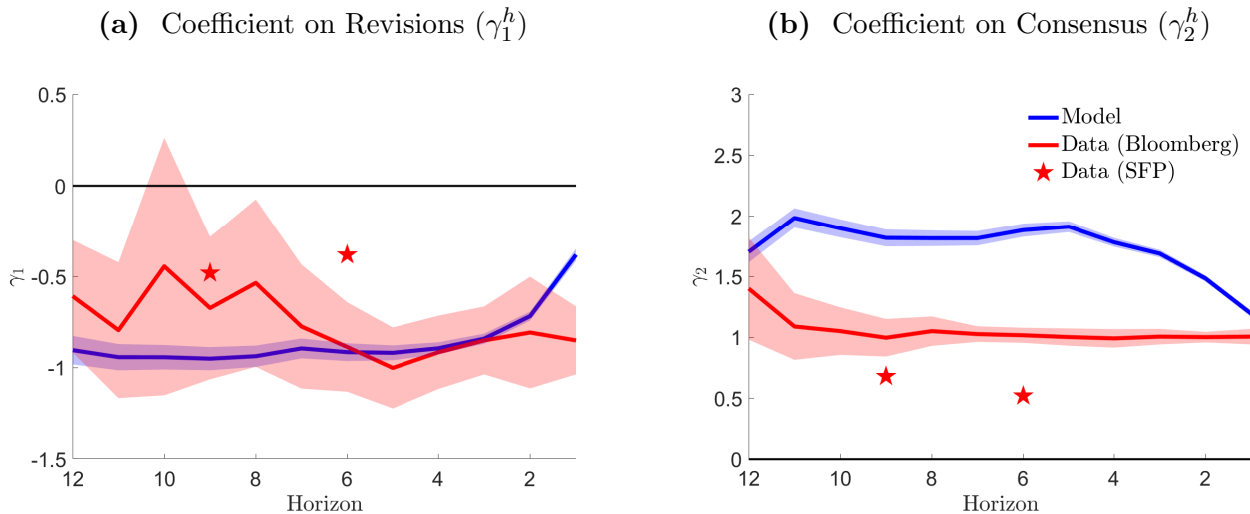 (a) Coefficient on Revisions (γ₁ʰ)
0.5
0
-0.5
-1
-1.5
γ₁
12 10 8 6 4 2
Horizon
(b) Coefficient on Consensus (γ₂ʰ)
3
2.5
2
1.5
1
0.5
0
γ₂
Model
Data (Bloomberg)
Data (SFP)
12 10 8 6 4 2
Horizon